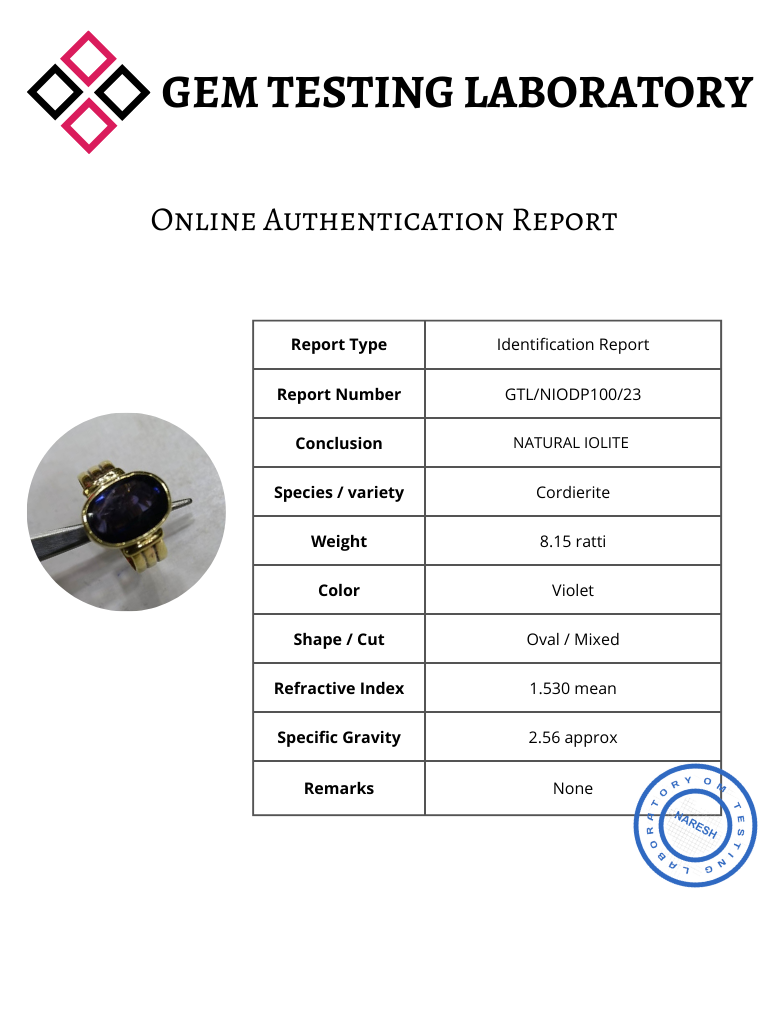 GEM TESTING LABORATORY
Online Authentication Report
Report Type Identification Report
Report Number GTL/NIODP100/23
Conclusion NATURAL IOLITE
Species / variety Cordierite
Weight 8.15 ratti
Color Violet
Shape / Cut Oval / Mixed
Refractive Index 1.530 mean
Specific Gravity 2.56 approx
Remarks None
OM TESTING LABORATORY
NARESH